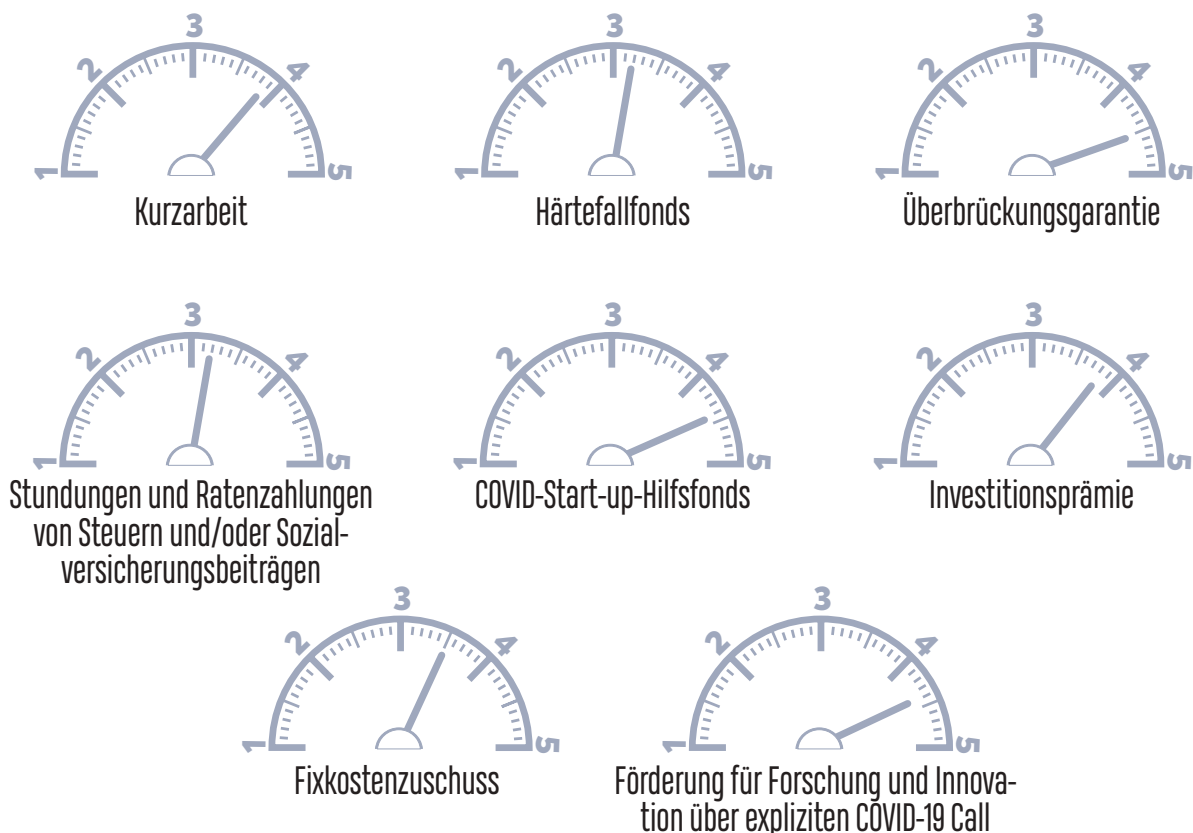 3 3 3
2 4 2 4 2 4
1 5 1 5 1 5
Kurzarbeit Härtefallfonds Überbrückungsgarantie
3 3 3
2 4 2 4 2 4
1 5 1 5 1 5
Stundungen und Ratenzahlungen COVID-Start-up-Hilfsfonds Investitionsprämie
von Steuern und/oder Sozial-
versicherungsbeiträgen
3 3
2 4 2 4
1 5 1 5
Fixkostenzuschuss Förderung für Forschung und Innova-
tion über expliziten COVID-19 Call